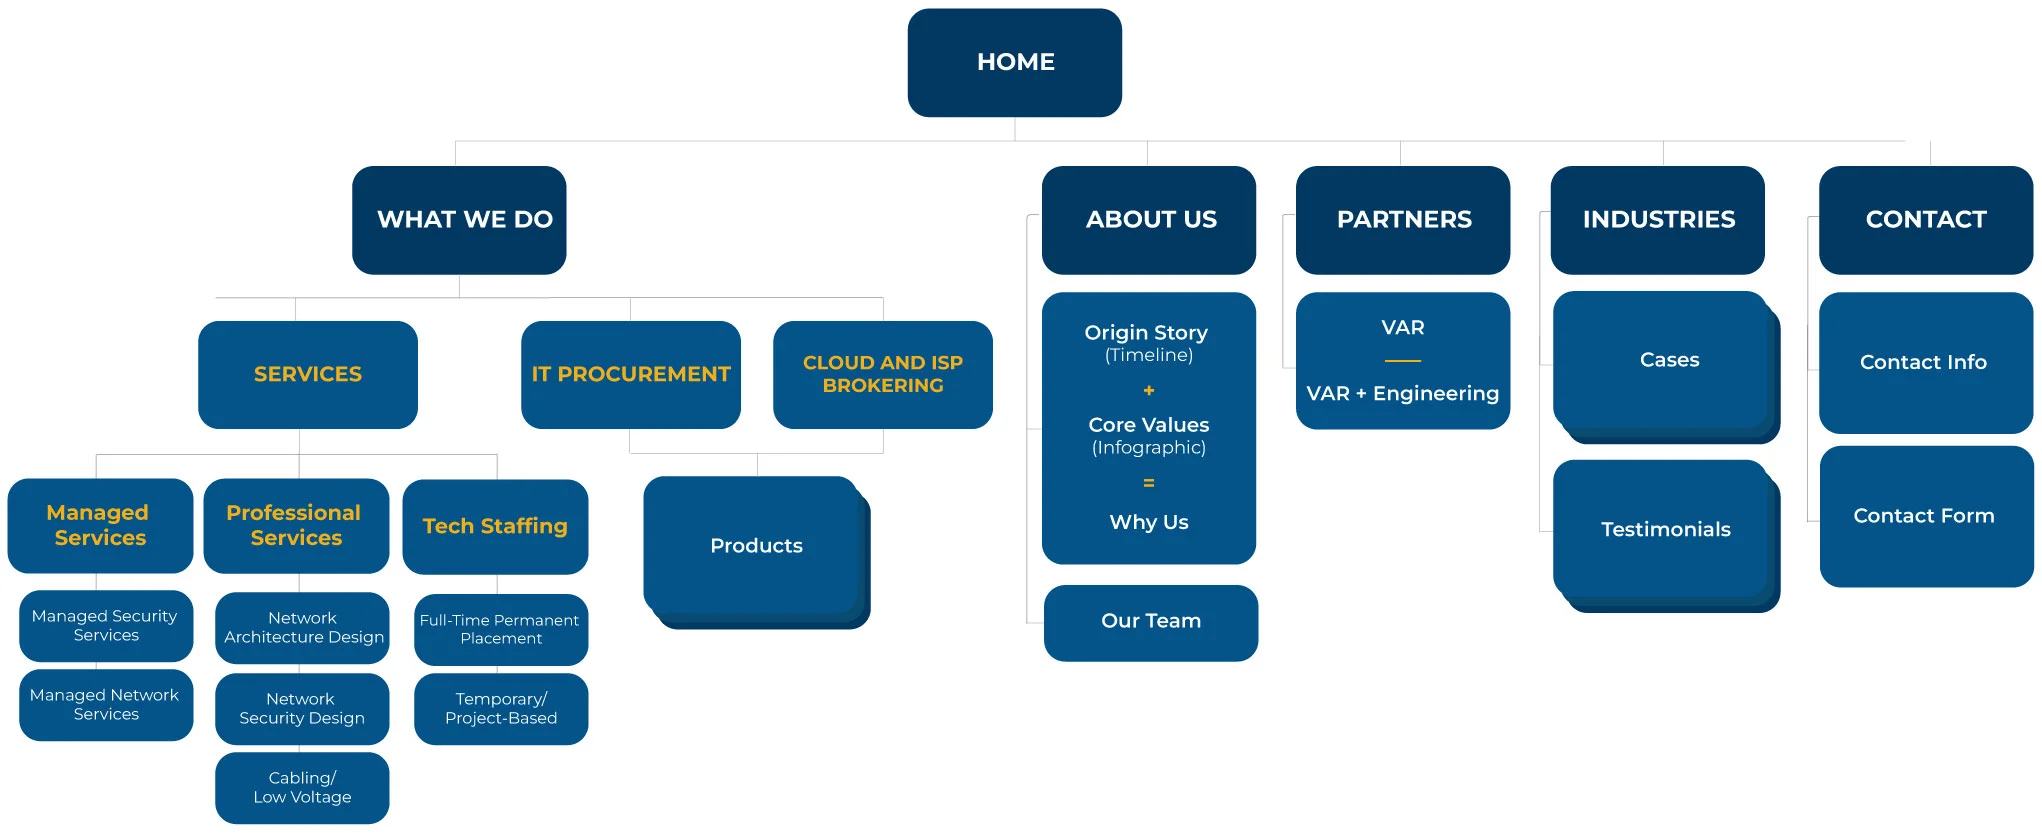 HOME
WHAT WE DO
ABOUT US
PARTNERS
INDUSTRIES
CONTACT
SERVICES
IT PROCUREMENT
CLOUD AND ISP
BROKERING
Managed
Services
Professional
Services
Tech Staffing
Products
Managed Security
Services
Managed Network
Services
Network
Architecture Design
Network
Security Design
Cabling/
Low Voltage
Full-Time Permanent
Placement
Temporary/
Project-Based
Origin Story
(Timeline)
+
Core Values
(Infographic)
=
Why Us
Our Team
VAR
VAR + Engineering
Cases
Testimonials
Contact Info
Contact Form